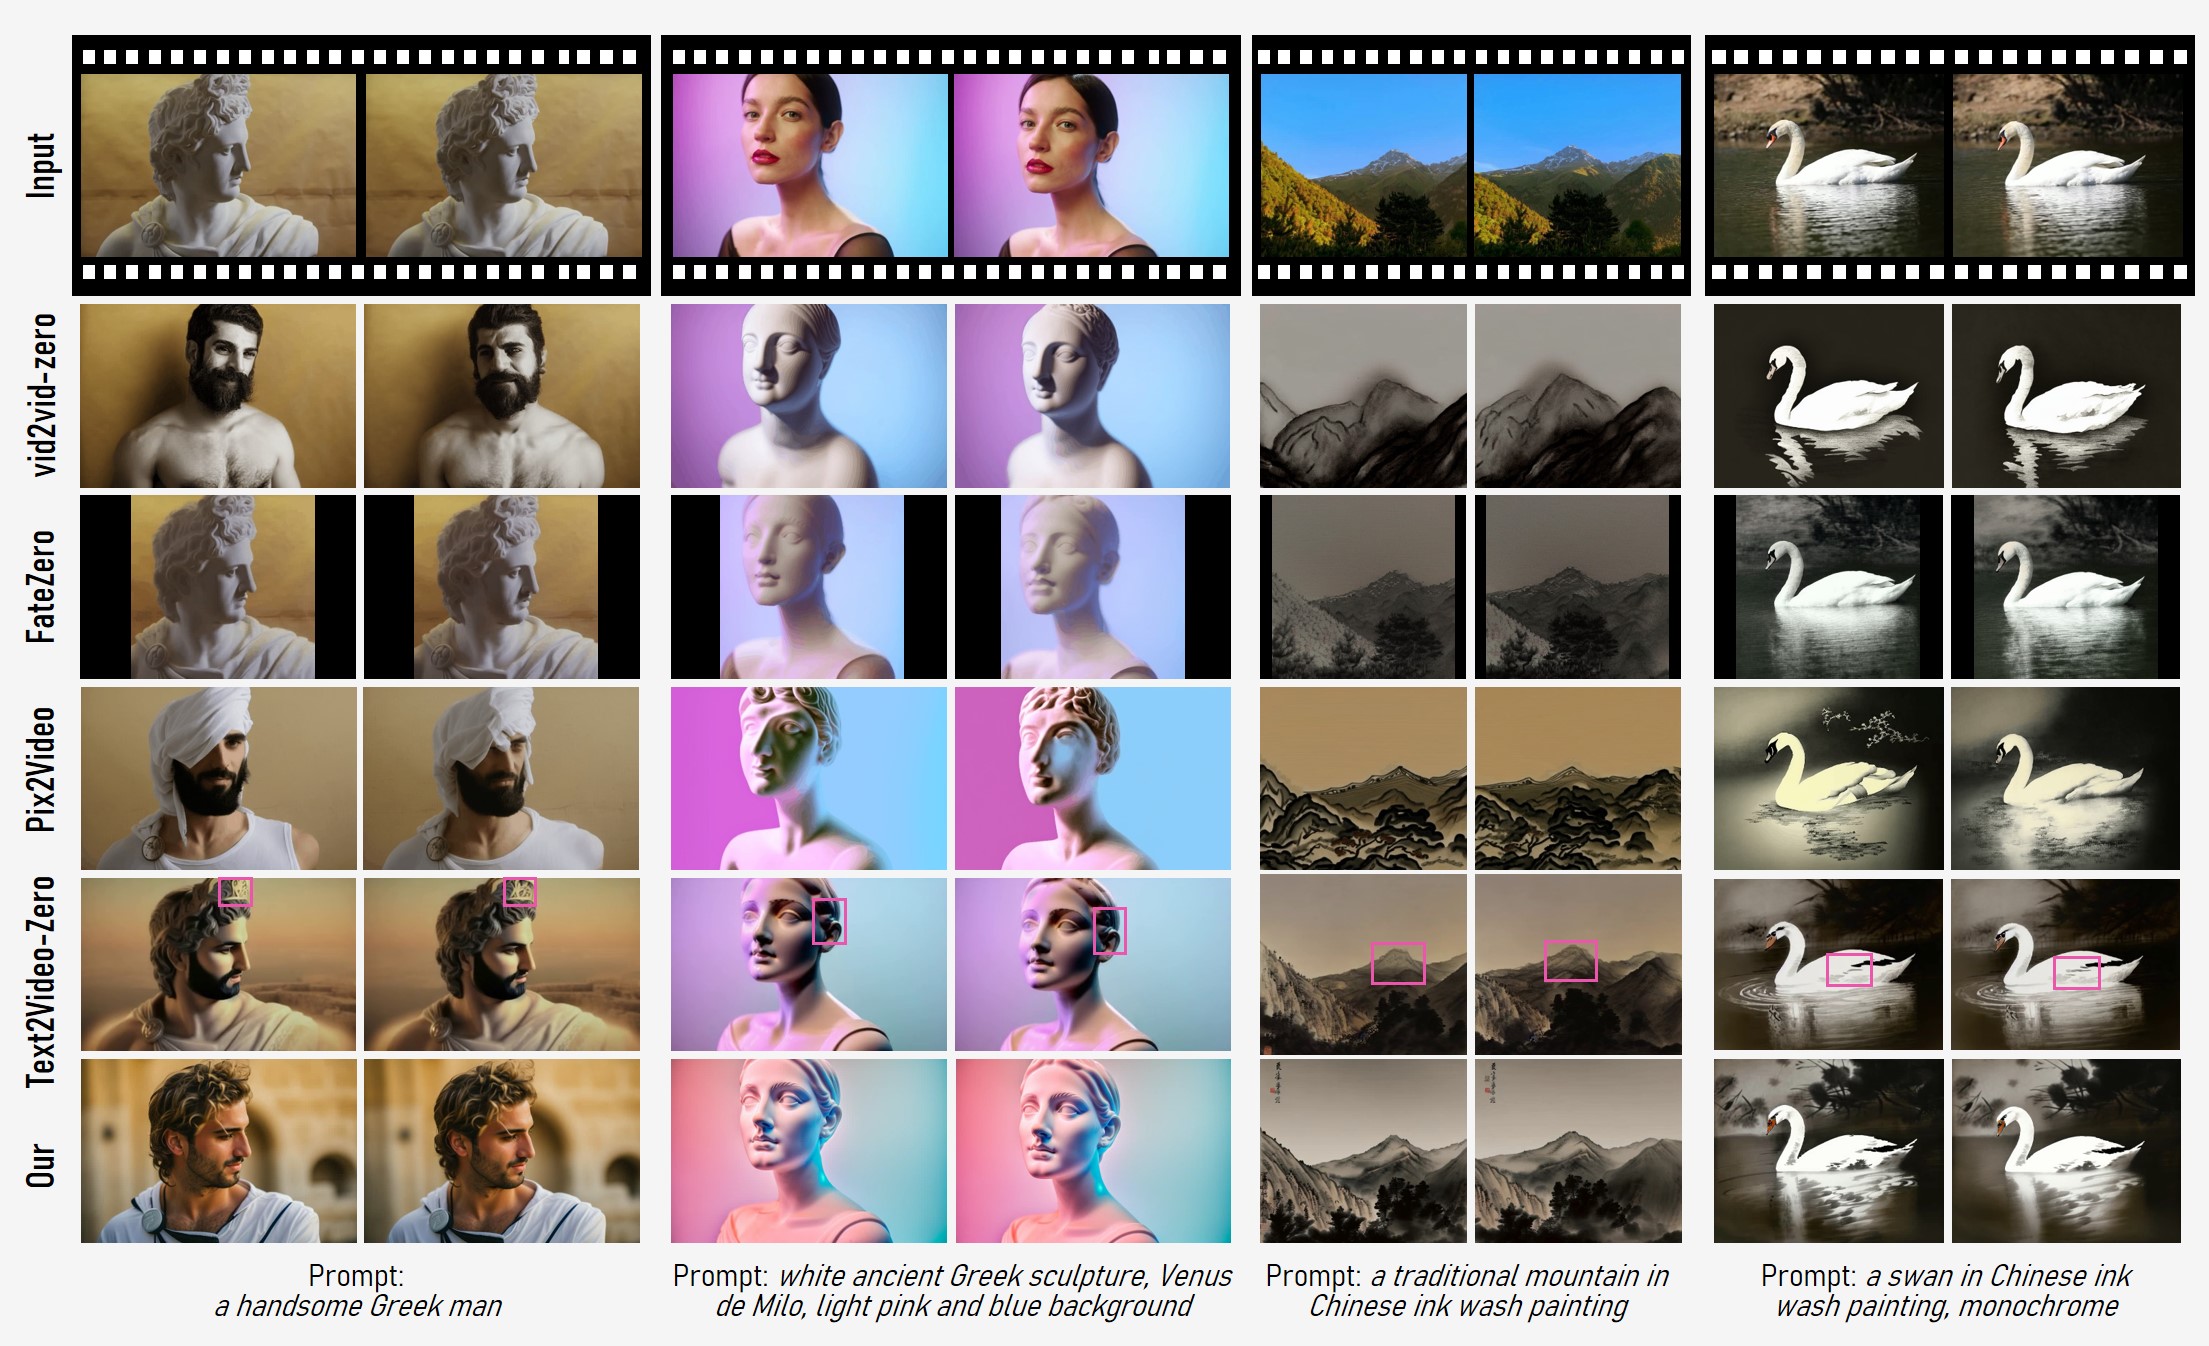 Input
vid2vid-zero
FateZero
Pix2Video
Text2Video-Zero
Our
Prompt:
a handsome Greek man
Prompt: white ancient Greek sculpture, Venus
de Milo, light pink and blue background
Prompt: a traditional mountain in
Chinese ink wash painting
Prompt: a swan in Chinese ink
wash painting, monochrome